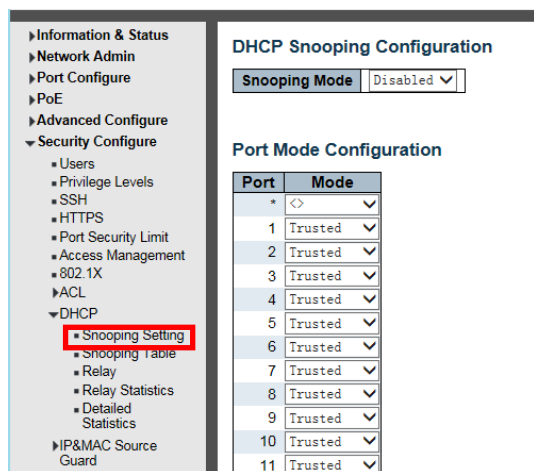 Information & Status
Network Admin
Port Configure
PoE
Advanced Configure
Security Configure
Users
Privilege Levels
SSH
HTTPS
Port Security Limit
Access Management
802.1X
ACL
DHCP
Snooping Setting
Snooping Table
Relay
Relay Statistics
Detailed
Statistics
IP&MAC Source
Guard
DHCP Snooping Configuration
Snooping Mode Disabled
Port Mode Configuration
Port Mode
* <>
1 Trusted
2 Trusted
3 Trusted
4 Trusted
5 Trusted
6 Trusted
7 Trusted
8 Trusted
9 Trusted
10 Trusted
11 Trusted